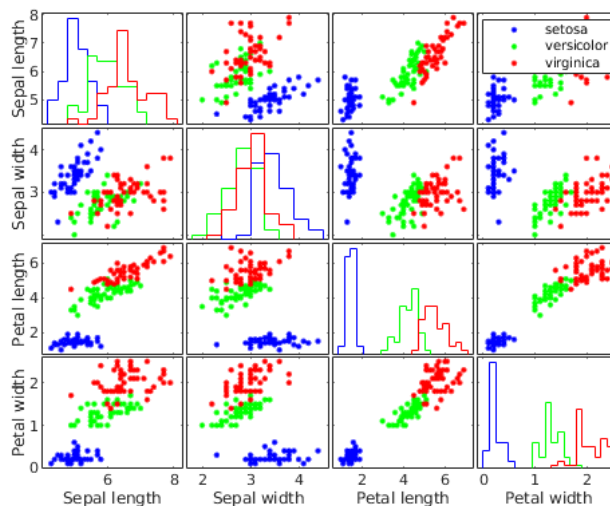 setosa
versicolor
virginica
Sepal length
8
7
6
5
Sepal width
4
3
2
Petal length
6
4
2
Petal width
2
1
0
6 8
2 3 4
2 4 6
0 1 2
Sepal length Sepal width Petal length Petal width